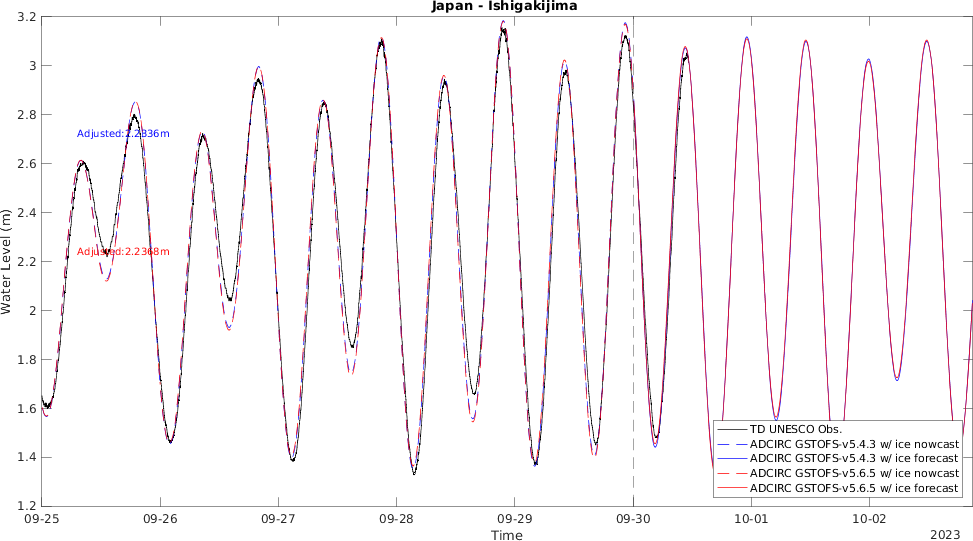 Japan - Ishigakijima
3.2
3
2.8
2.6
2.4
2.2
2
1.8
1.6
1.4
1.2
Water Level (m)
Adjusted:2.2336m
Adjusted:2.2368m
TD UNESCO Obs.
ADCIRC GSTOFS-v5.4.3 w/ ice nowcast
ADCIRC GSTOFS-v5.4.3 w/ ice forecast
ADCIRC GSTOFS-v5.6.5 w/ ice nowcast
ADCIRC GSTOFS-v5.6.5 w/ ice forecast
09-25 09-26 09-27 09-28 09-29 09-30 10-01 10-02
Time
2023